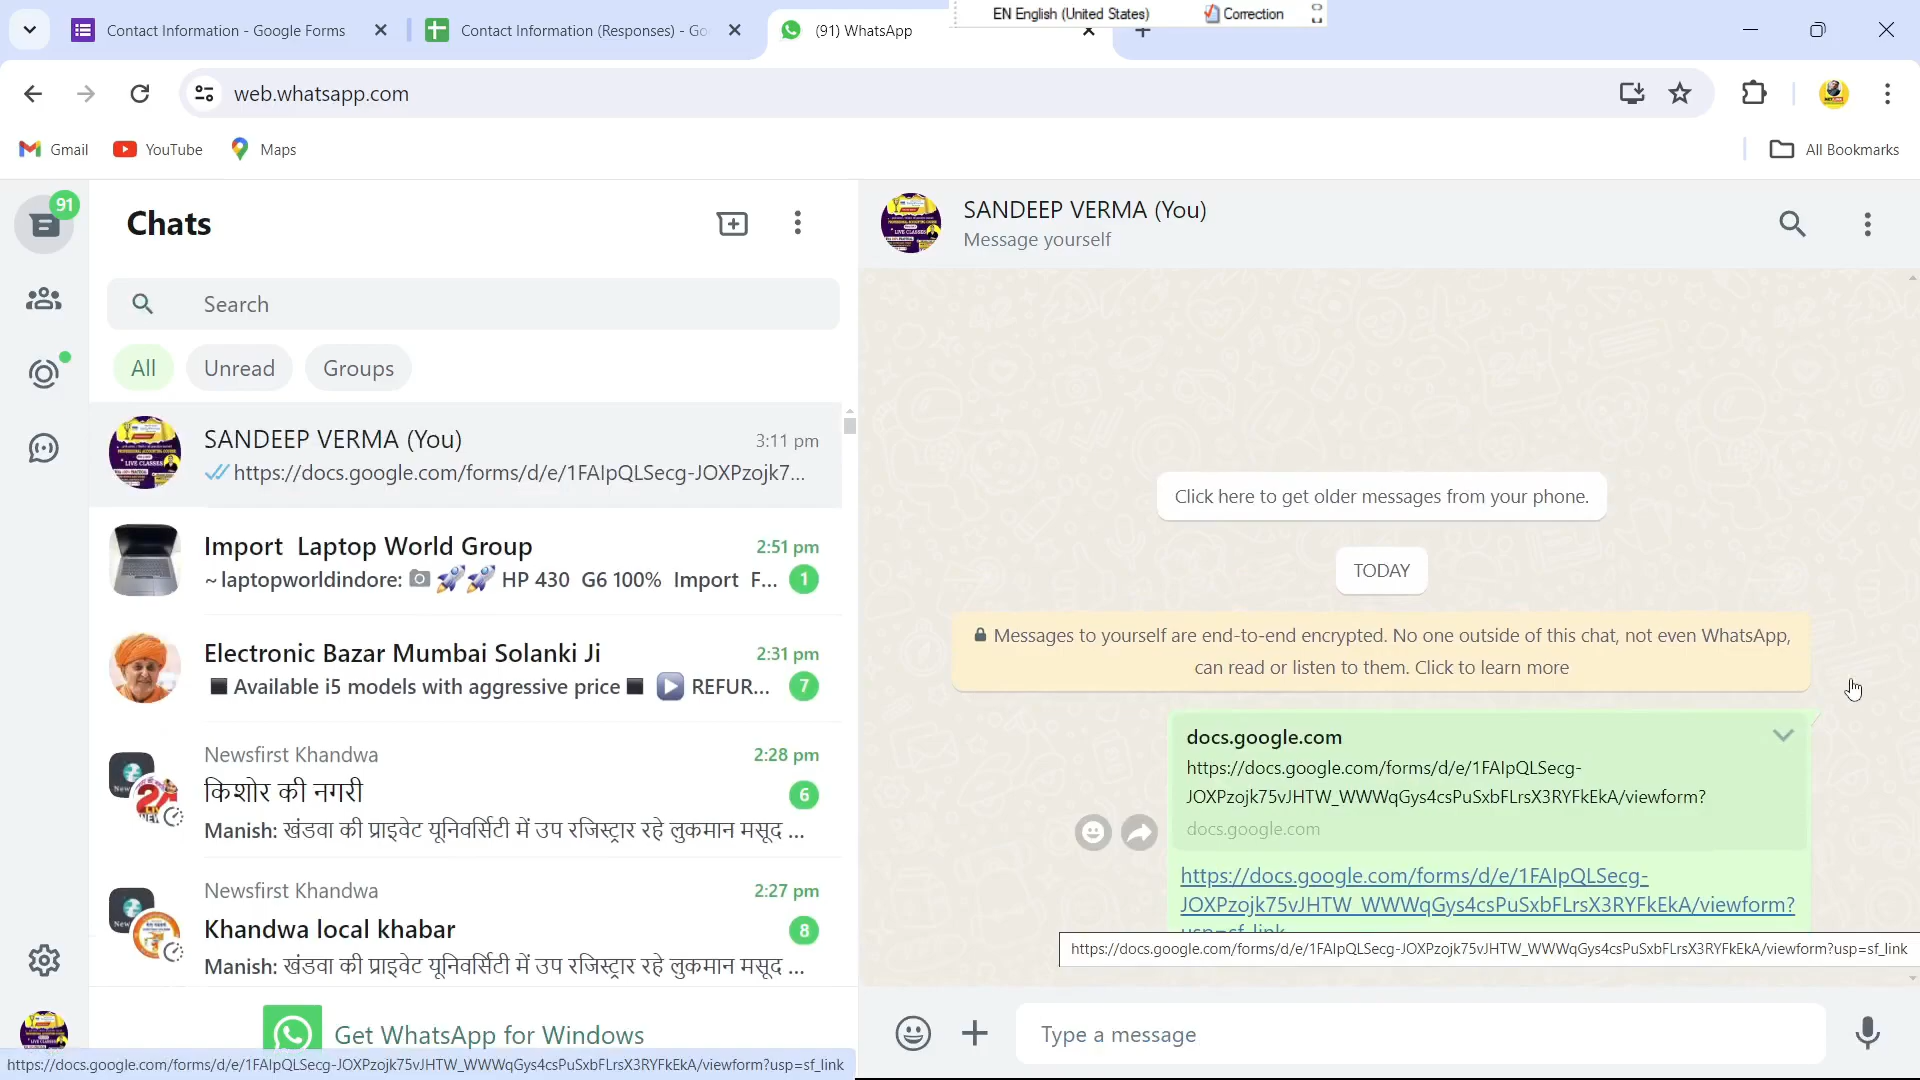 Contact Information - Google Forms
Contact Information (Responses) - Go
(91) WhatsApp
EN English (United States)
Correction
web.whatsapp.com
Gmail
YouTube
Maps
All Bookmarks
91
Chats
Search
All
Unread
Groups
SANDEEP VERMA (You)
3:11 pm
https://docs.google.com/forms/d/e/1FAIpQLSecg-JOXPzojk7...
Import Laptop World Group
2:51 pm
~laptopworldindore: HP 430 G6 100% Import F...
1
Electronic Bazar Mumbai Solanki Ji
2:31 pm
Available i5 models with aggressive price REFUR...
7
Newsfirst Khandwa
2:28 pm
किशोर की नगरी
6
Manish: खंडवा की प्राइवेट यूनिवर्सिटी में उप रजिस्ट्रार रहे लुकमान मसूद ...
Newsfirst Khandwa
2:27 pm
Khandwa local khabar
8
Manish: खंडवा की प्राइवेट यूनिवर्सिटी में उप रजिस्ट्रार रहे लुकमान मसूद ...
Get WhatsApp for Windows
https://docs.google.com/forms/d/e/1FAIpQLSecg-JOXPzojk75vJHTW_WWWqGys4csPuSxbFLrsX3RYFkEkA/viewform?usp=sf_link
SANDEEP VERMA (You)
Message yourself
Click here to get older messages from your phone.
TODAY
Messages to yourself are end-to-end encrypted. No one outside of this chat, not even WhatsApp,
can read or listen to them. Click to learn more
docs.google.com
https://docs.google.com/forms/d/e/1FAIpQLSecg-
JOXPzojk75vJHTW_WWWqGys4csPuSxbFLrsX3RYFkEkA/viewform?
docs.google.com
https://docs.google.com/forms/d/e/1FAIpQLSecg-
JOXPzojk75vJHTW_WWWqGys4csPuSxbFLrsX3RYFkEkA/viewform?
usp=sf_link
https://docs.google.com/forms/d/e/1FAIpQLSecg-JOXPzojk75vJHTW_WWWqGys4csPuSxbFLrsX3RYFkEkA/viewform?usp=sf_link
Type a message